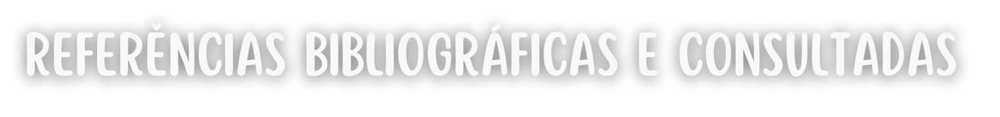 REFERÊNCIAS BIBLIOGRÁFICAS E CONSULTADAS